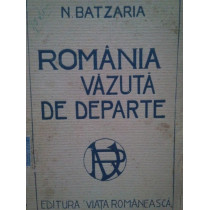 N. BATZARIA
ROMÂNIA
VĂZUTĂ
DE DEPARTE
EDITURA VIAȚA ROMÂNEASCĂ